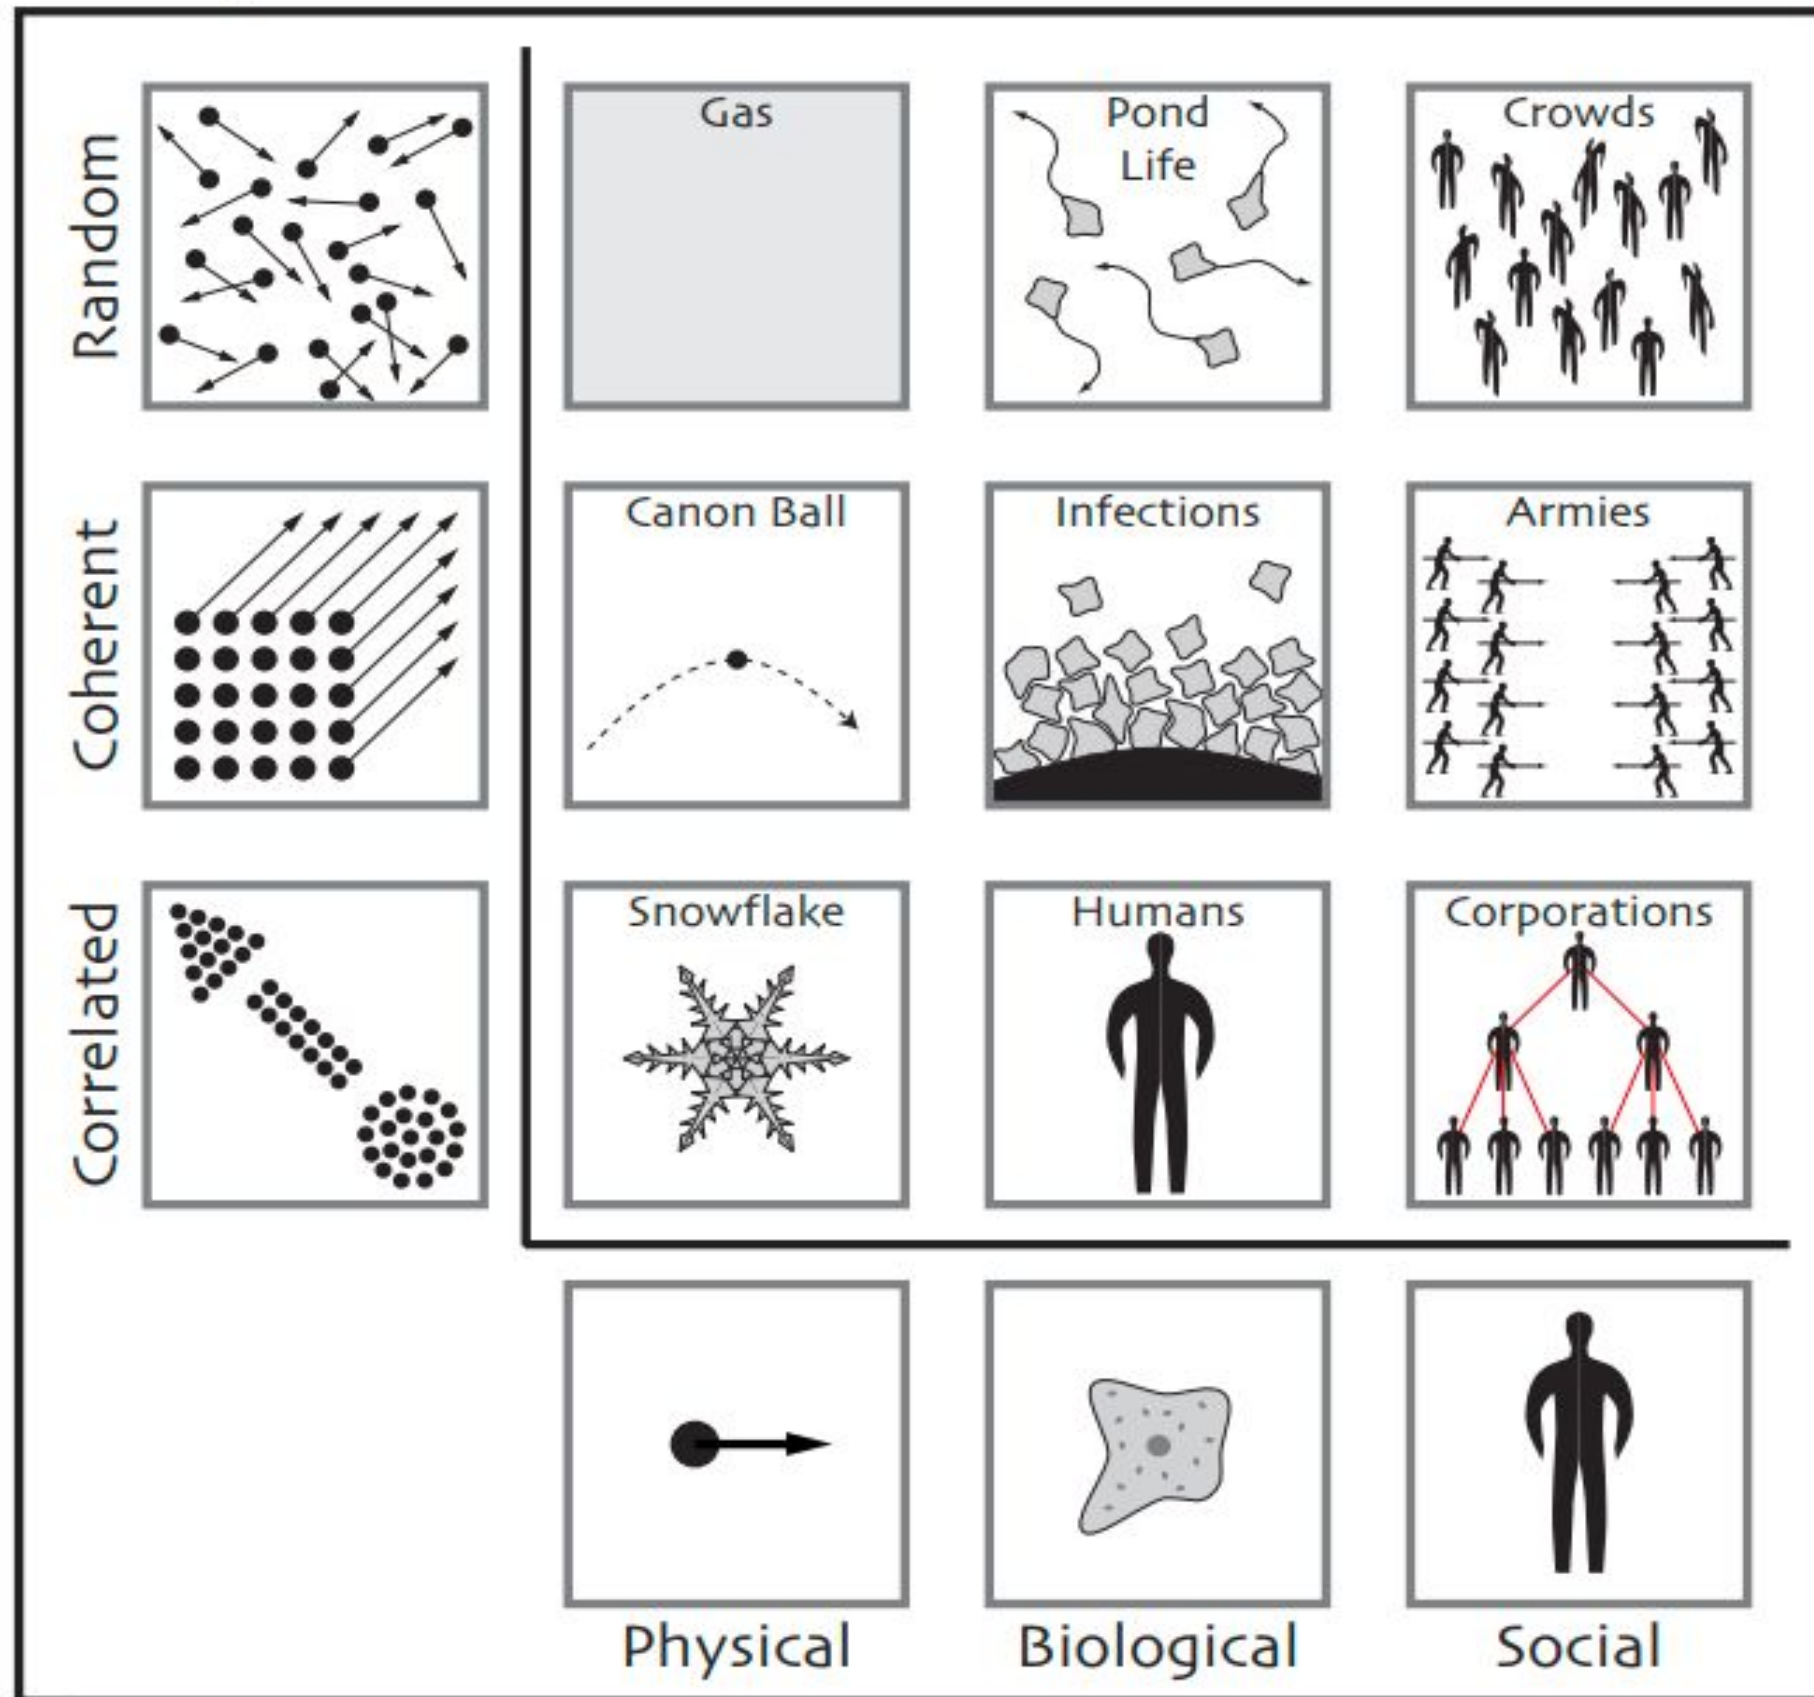 Random
Gas
Pond
Life
Crowds
Coherent
Canon Ball
Infections
Armies
Correlated
Snowflake
Humans
Corporations
Physical
Biological
Social